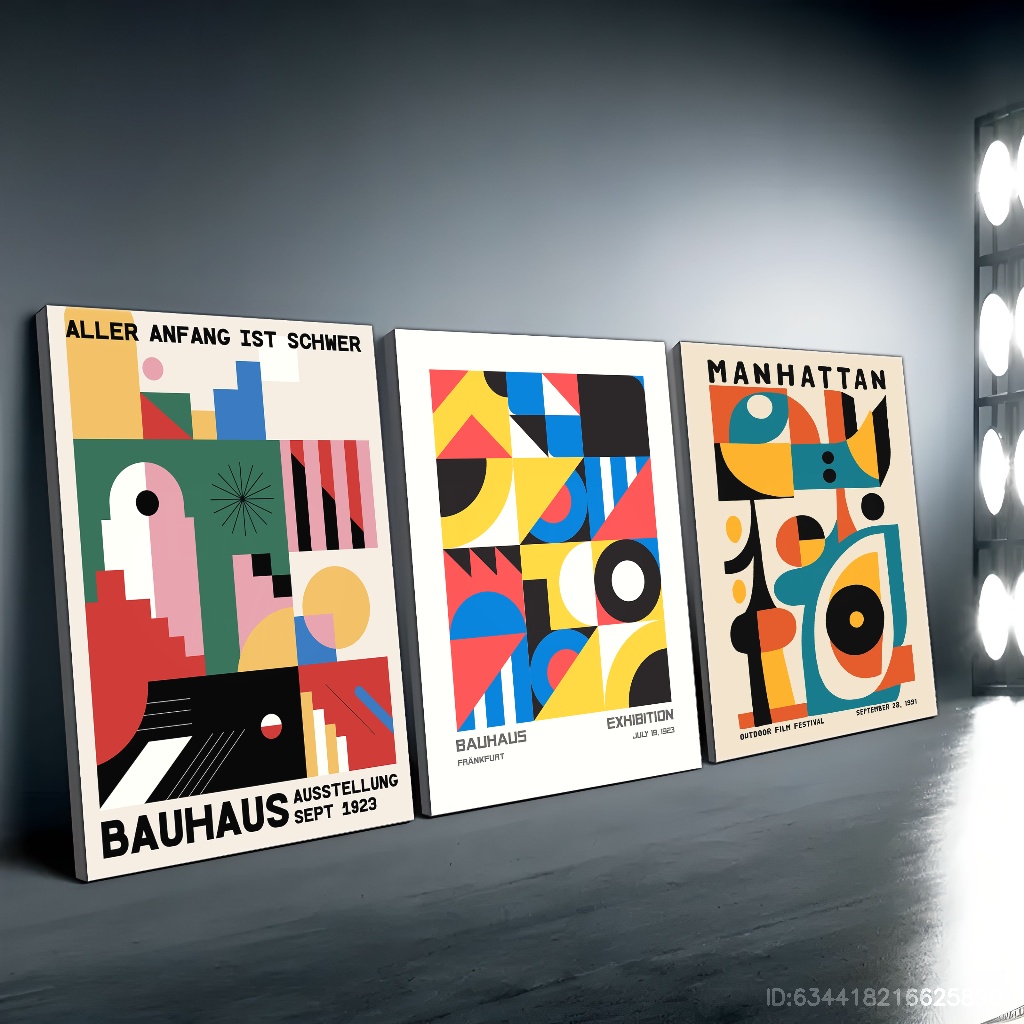 ALLER ANFANG IST SCHWER
BAUHAUS
AUSSTELLUNG
SEPT 1923
BAUHAUS
FRANKFURT
EXHIBITION
JULY 19, 1923
MANHATTAN
OUTDOOR FILM FESTIVAL
SEPTEMBER 28, 1991